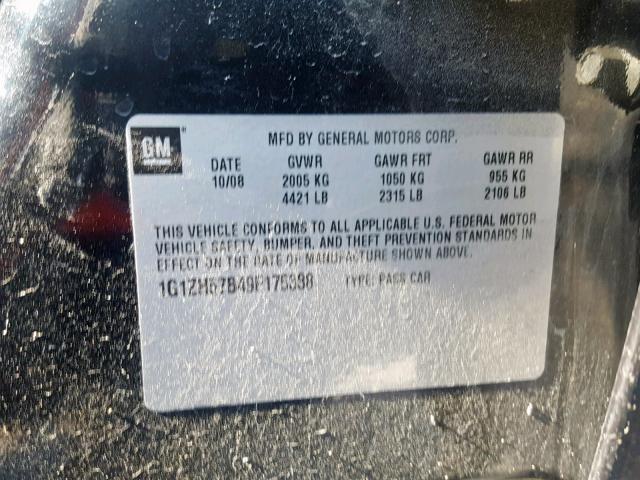 GM
MFD BY GENERAL MOTORS CORP.
DATE GVWR GAWR FRT GAWR RR
10/08 2005 KG 1050 KG 955 KG
4421 LB 2315 LB 2106 LB
THIS VEHICLE CONFORMS TO ALL APPLICABLE U.S. FEDERAL MOTOR
VEHICLE SAFETY, BUMPER, AND THEFT PREVENTION STANDARDS IN
EFFECT ON THE DATE OF MANUFACTURE SHOWN ABOVE.
TYPE: PASS CAR